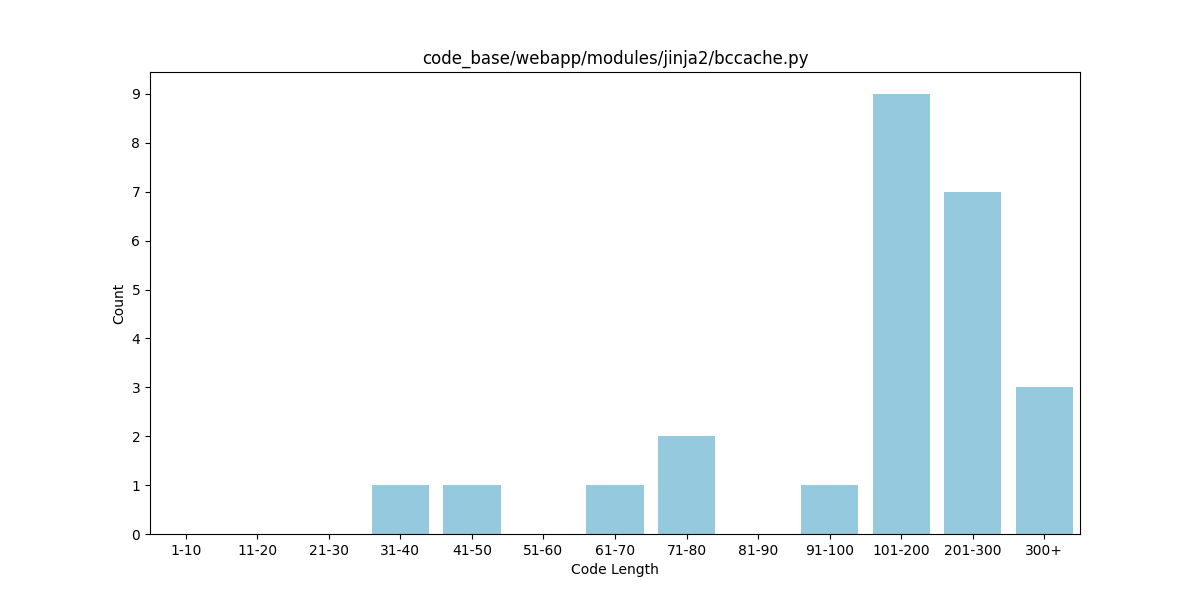 code_base/webapp/modules/jinja2/bccache.py
9
8
7
6
5
4
3
2
1
0
Count
1-10 11-20 21-30 31-40 41-50 51-60 61-70 71-80 81-90 91-100 101-200 201-300 300+
Code Length